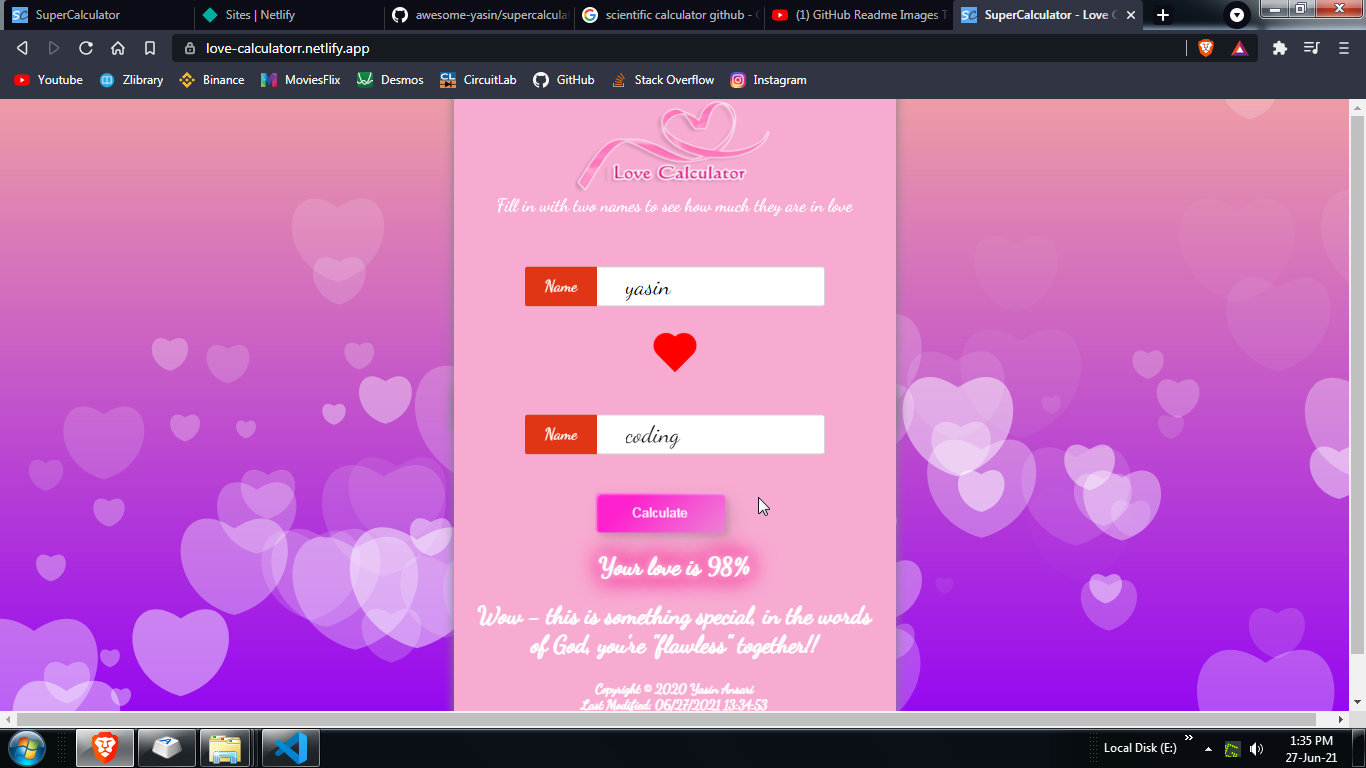 SuperCalculator
Sites | Netlify
awesome-yasin/supercalculat
scientific calculator github -
(1) GitHub Readme Images T
SuperCalculator - Love C
love-calculatorr.netlify.app
Youtube
Zlibrary
Binance
MoviesFlix
Desmos
CircuitLab
GitHub
Stack Overflow
Instagram
Love Calculator
Fill in with two names to see how much they are in love
Name
yasin
Name
coding
Calculate
Your love is 98%
Wow – this is something special, in the words
of God, you're "flawless" together!!
Copyright © 2020 Yasin Ansari
Last Modified: 06/27/2021 13:34:53
Local Disk (E:)
1:35 PM
27-Jun-21